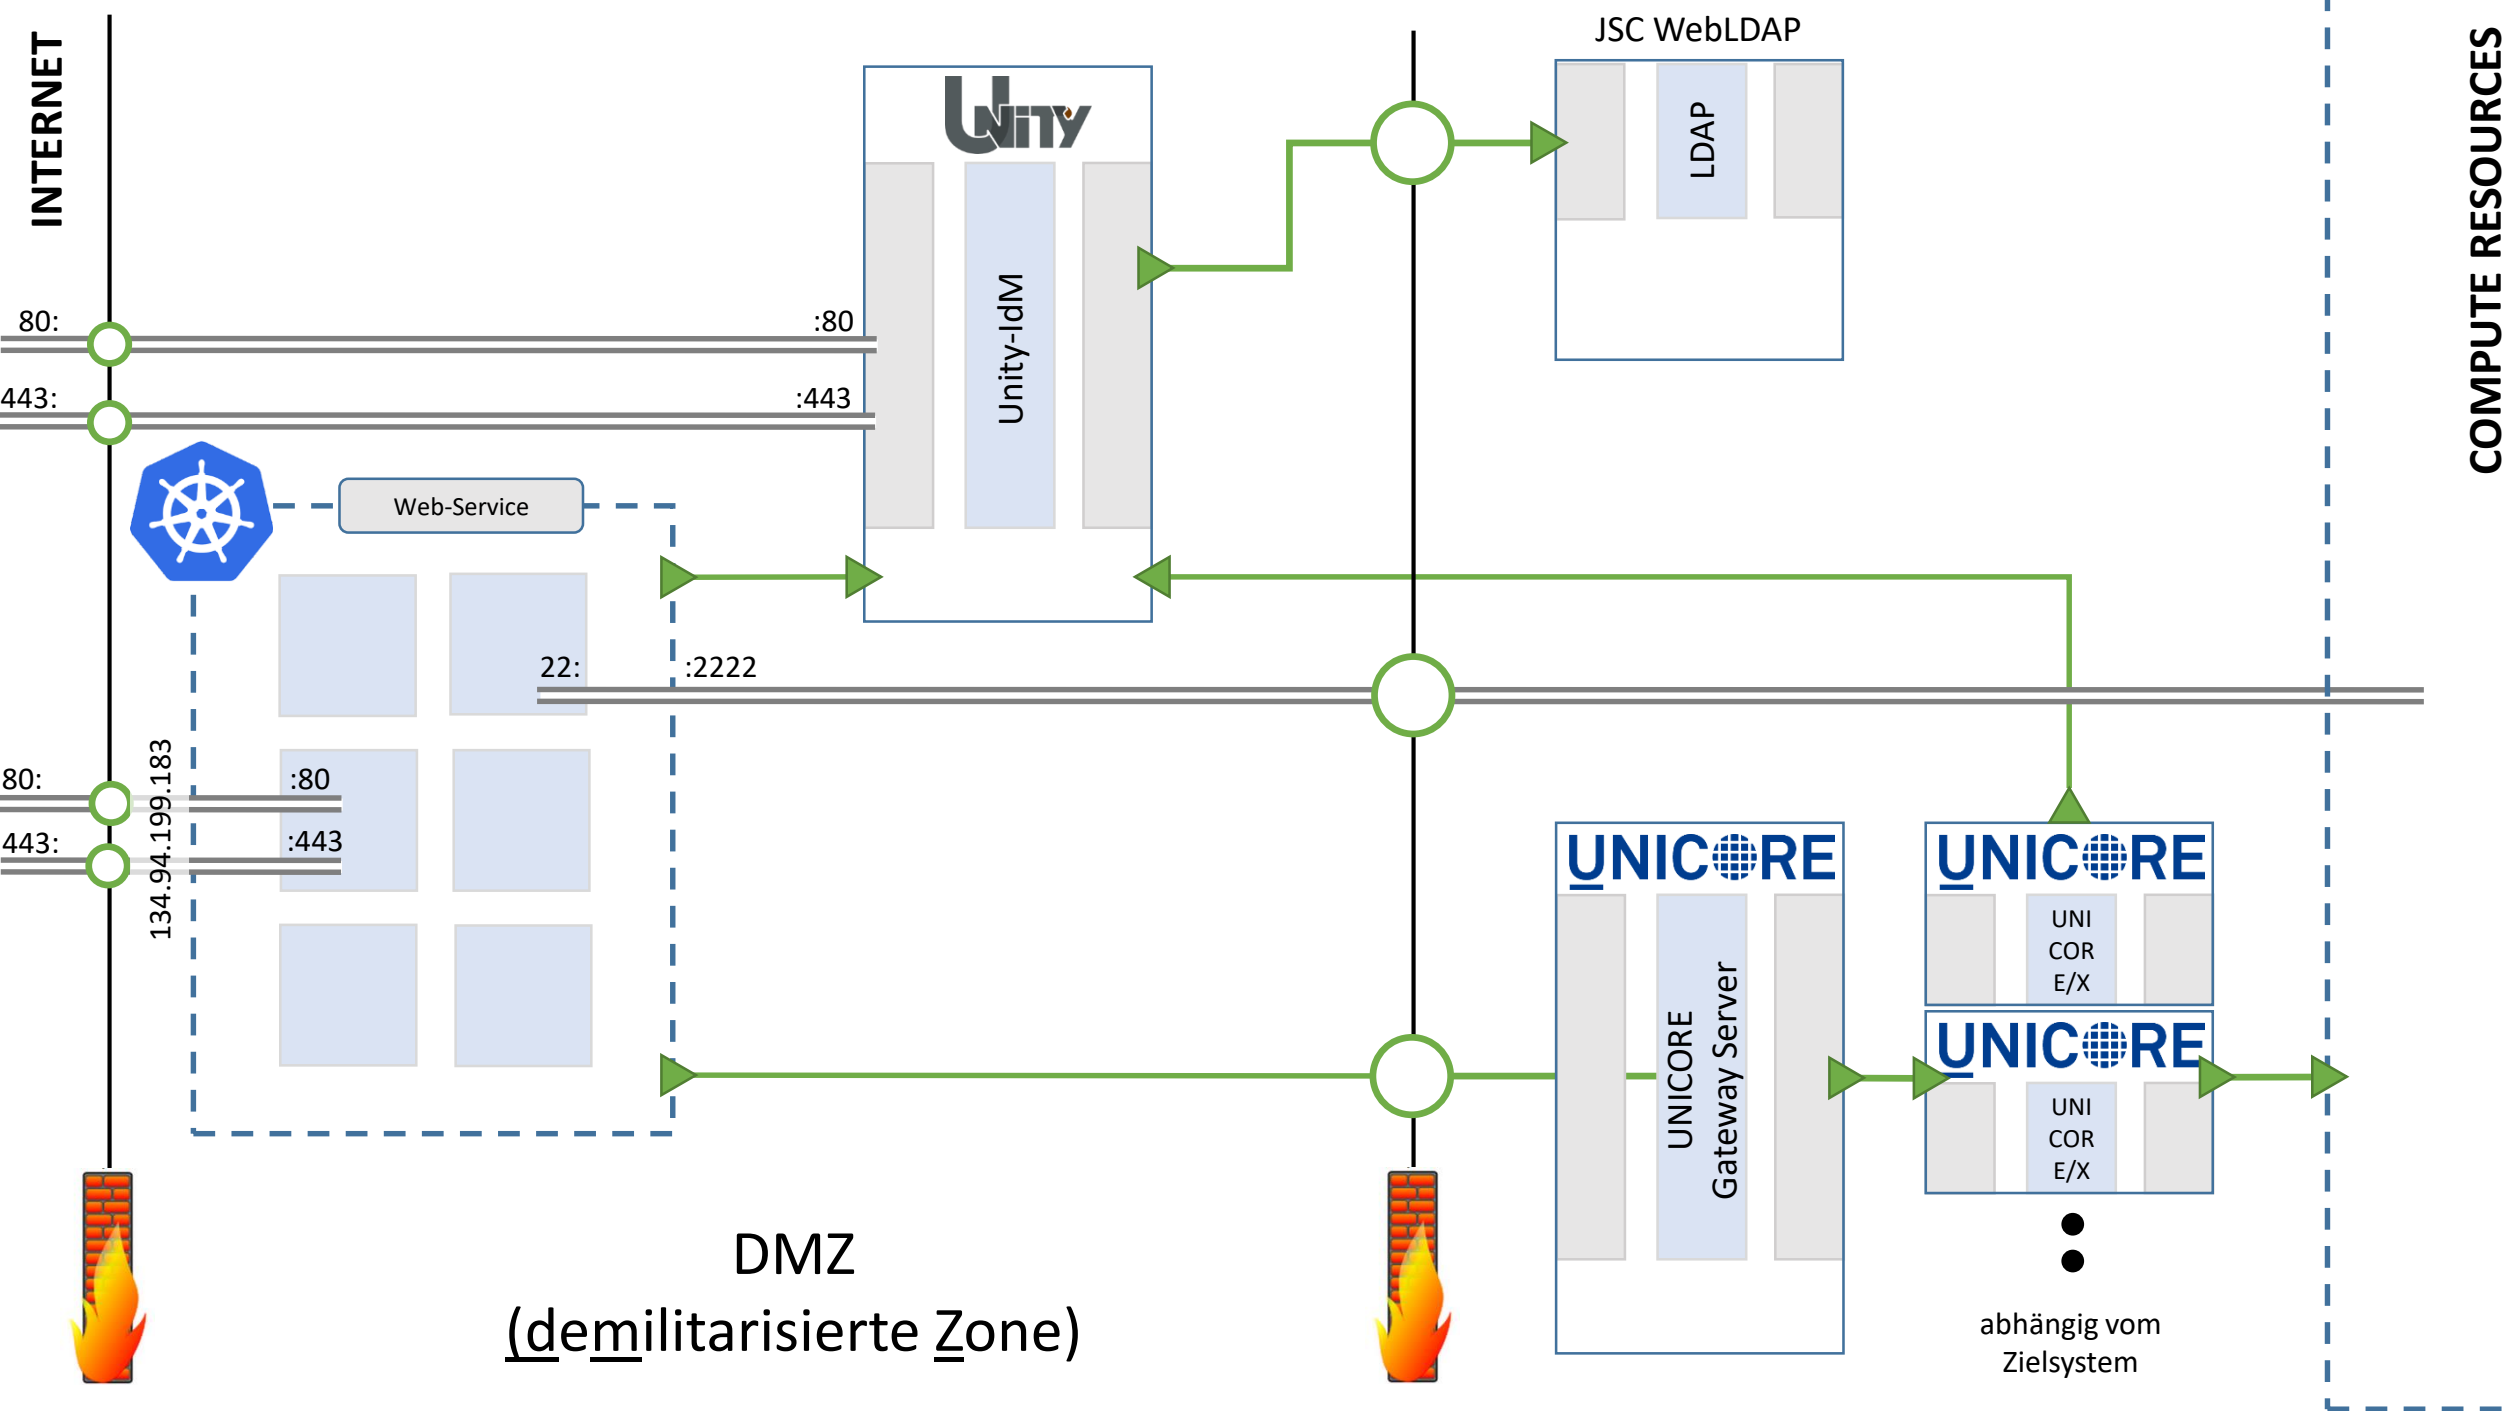 INTERNET
JSC WebLDAP
COMPUTE RESOURCES
UNITY
LDAP
Unity-IdM
80:
:80
443:
:443
Web-Service
22:
:2222
134.94.199.183
80:
:80
443:
:443
UNICORE
UNICORE
Gateway Server
UNICORE
UNI
COR
E/X
UNICORE
UNI
COR
E/X
abhängig vom
Zielsystem
DMZ
(demilitarisierte Zone)